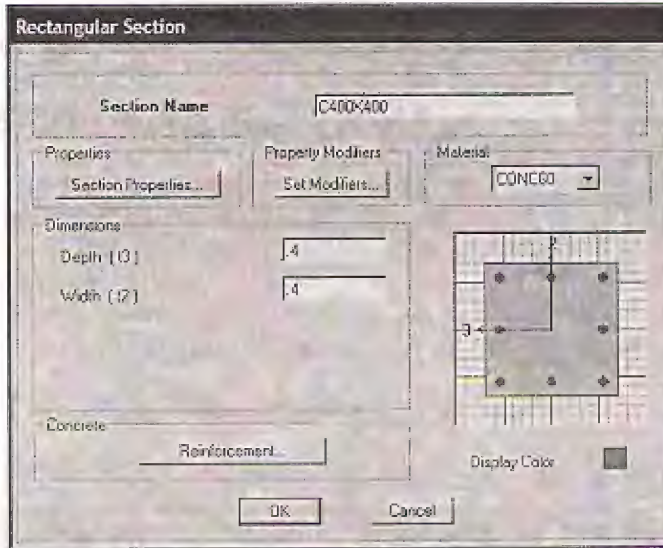 Rectangular Section
Section Name C400X400
Properties
Section Properties...
Property Modifiers
Set Modifiers...
Material
CONC60
Dimensions
Depth (t3) .4
Width (t2) .4
2
3
Concrete
Reinforcement...
Display Color
OK Cancel